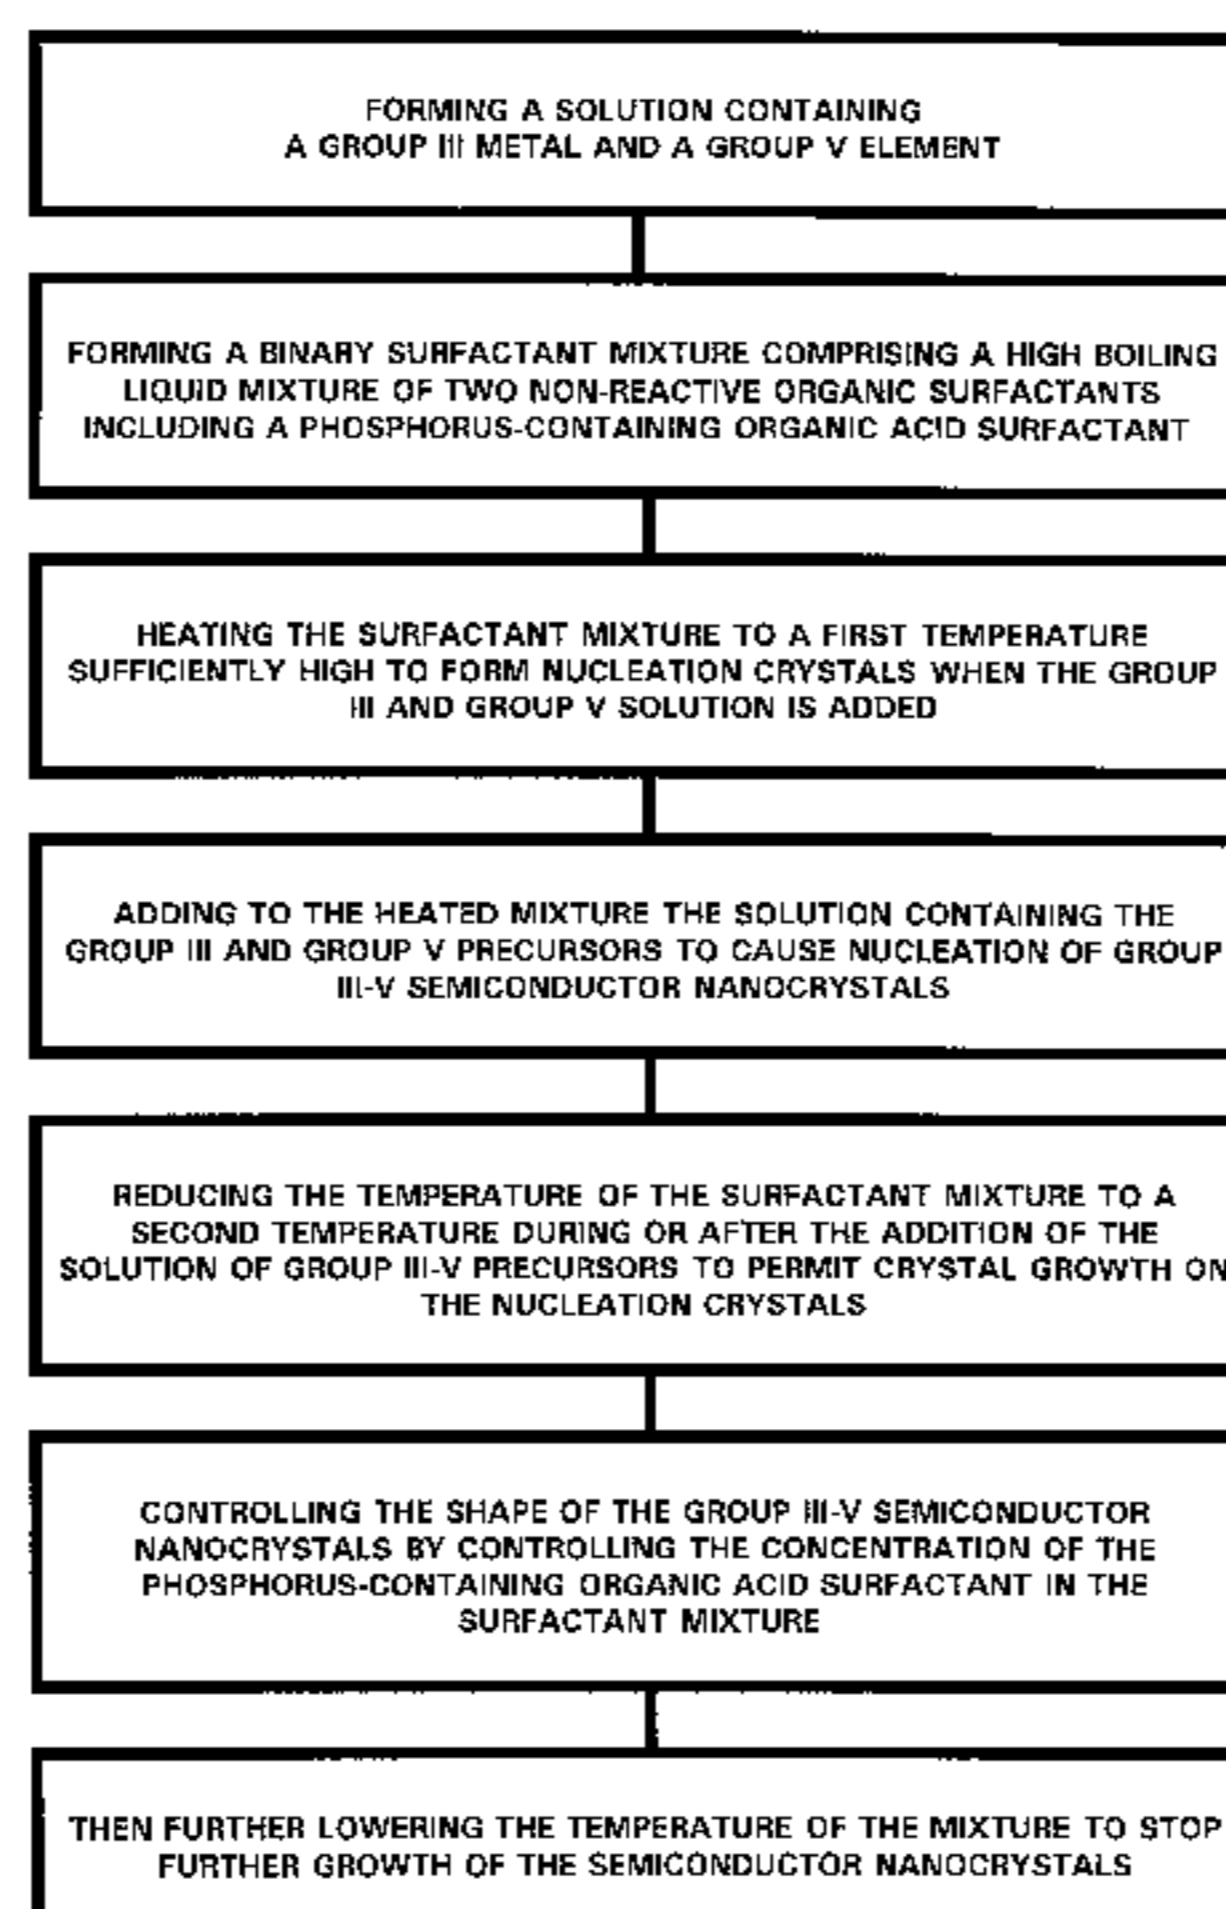 FORMING A SOLUTION CONTAINING
A GROUP III METAL AND A GROUP V ELEMENT
FORMING A BINARY SURFACTANT MIXTURE COMPRISING A HIGH BOILING
LIQUID MIXTURE OF TWO NON-REACTIVE ORGANIC SURFACTANTS
INCLUDING A PHOSPHORUS-CONTAINING ORGANIC ACID SURFACTANT
HEATING THE SURFACTANT MIXTURE TO A FIRST TEMPERATURE
SUFFICIENTLY HIGH TO FORM NUCLEATION CRYSTALS WHEN THE GROUP
III AND GROUP V SOLUTION IS ADDED
ADDING TO THE HEATED MIXTURE THE SOLUTION CONTAINING THE
GROUP III AND GROUP V PRECURSORS TO CAUSE NUCLEATION OF GROUP
III-V SEMICONDUCTOR NANOCRYSTALS
REDUCING THE TEMPERATURE OF THE SURFACTANT MIXTURE TO A
SECOND TEMPERATURE DURING OR AFTER THE ADDITION OF THE
SOLUTION OF GROUP III-V PRECURSORS TO PERMIT CRYSTAL GROWTH ON
THE NUCLEATION CRYSTALS
CONTROLLING THE SHAPE OF THE GROUP III-V SEMICONDUCTOR
NANOCRYSTALS BY CONTROLLING THE CONCENTRATION OF THE
PHOSPHORUS-CONTAINING ORGANIC ACID SURFACTANT IN THE
SURFACTANT MIXTURE
THEN FURTHER LOWERING THE TEMPERATURE OF THE MIXTURE TO STOP
FURTHER GROWTH OF THE SEMICONDUCTOR NANOCRYSTALS